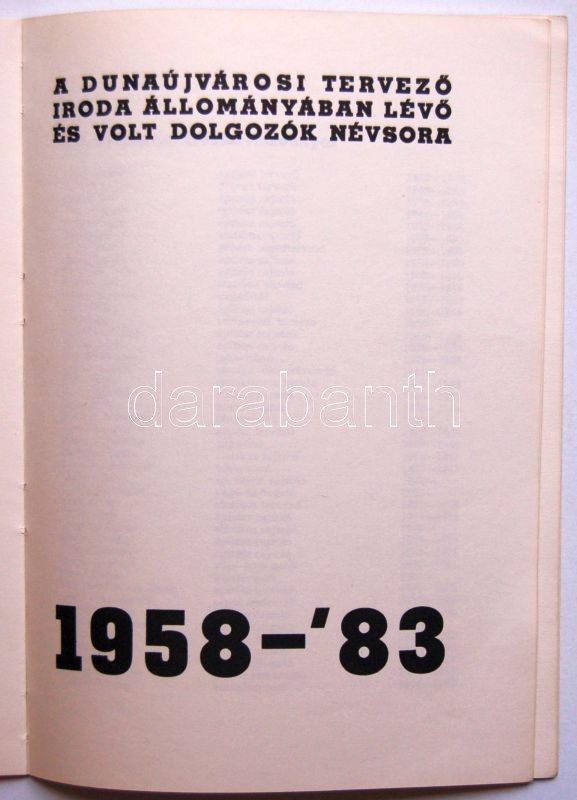 A DUNAÚJVÁROSI TERVEZŐ
IRODA ÁLLOMÁNYÁBAN LÉVŐ
ÉS VOLT DOLGOZÓK NÉVSORA
darabanth
1958–'83